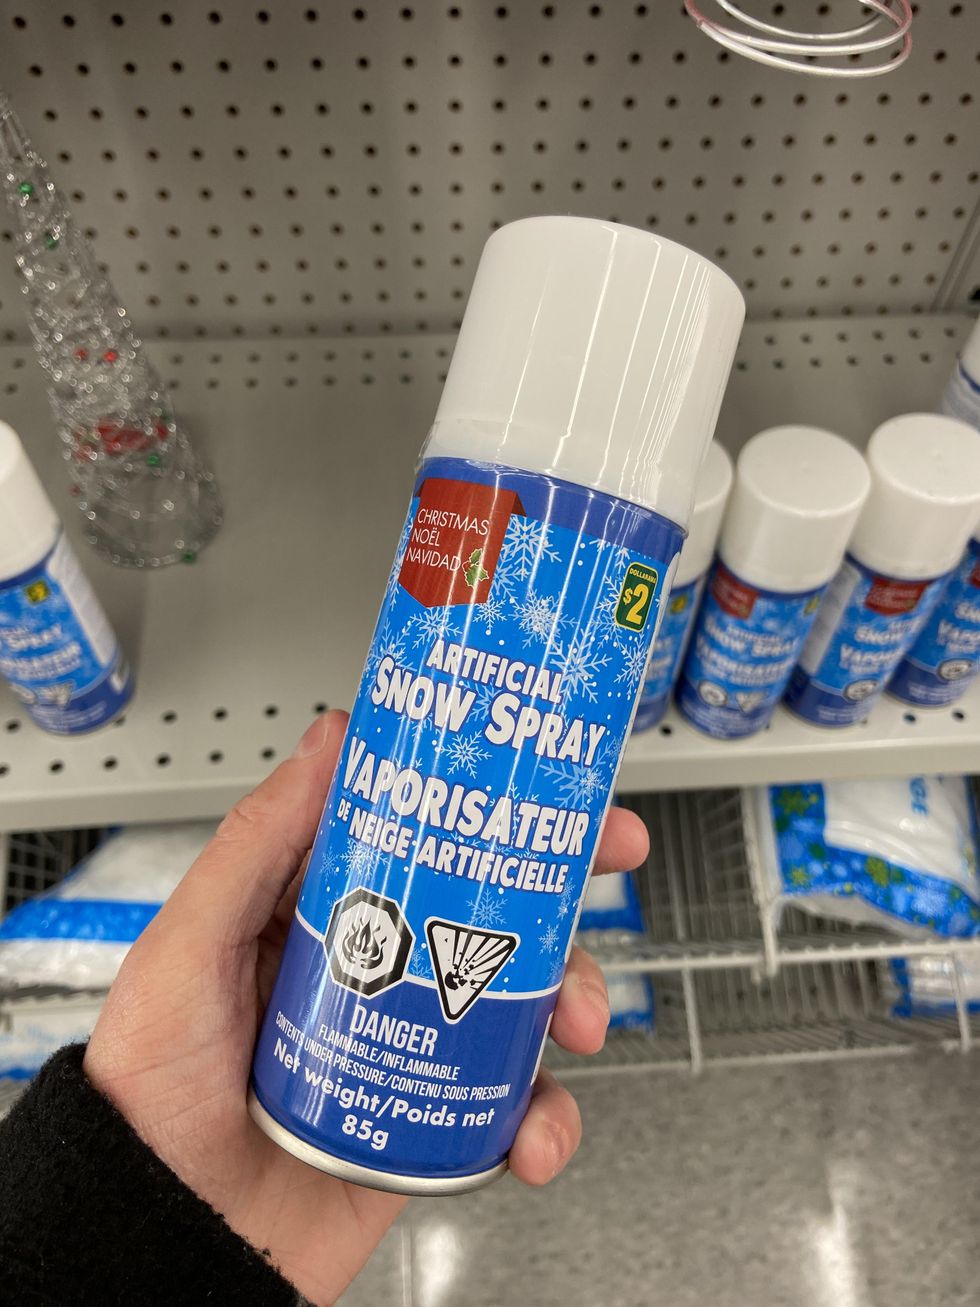 CHRISTMAS
NOËL
NAVIDAD
DOLLARAMA
$2
ARTIFICIAL
SNOW SPRAY
VAPORISATEUR
DE NEIGE ARTIFICIELLE
DANGER
FLAMMABLE/INFLAMMABLE
CONTENTS UNDER PRESSURE/CONTENU SOUS PRESSION
Net weight/Poids net
85g